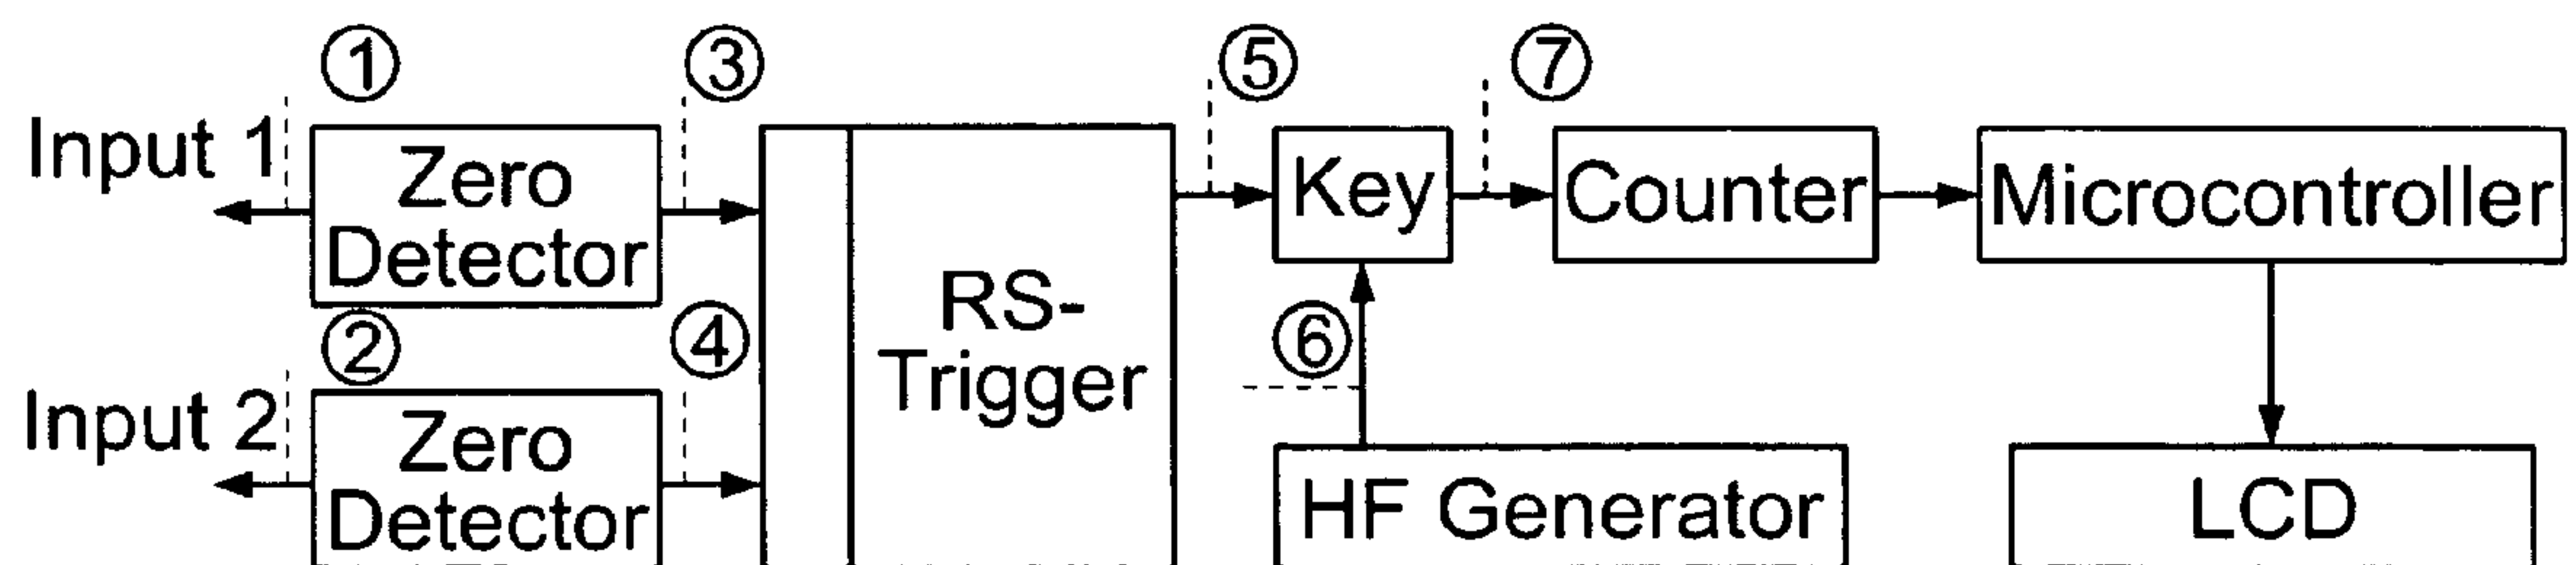 ①
③
⑤
⑦
Input 1
Zero
Detector
Key
Counter
Microcontroller
RS-
Trigger
②
④
⑥
Input 2
Zero
Detector
HF Generator
LCD